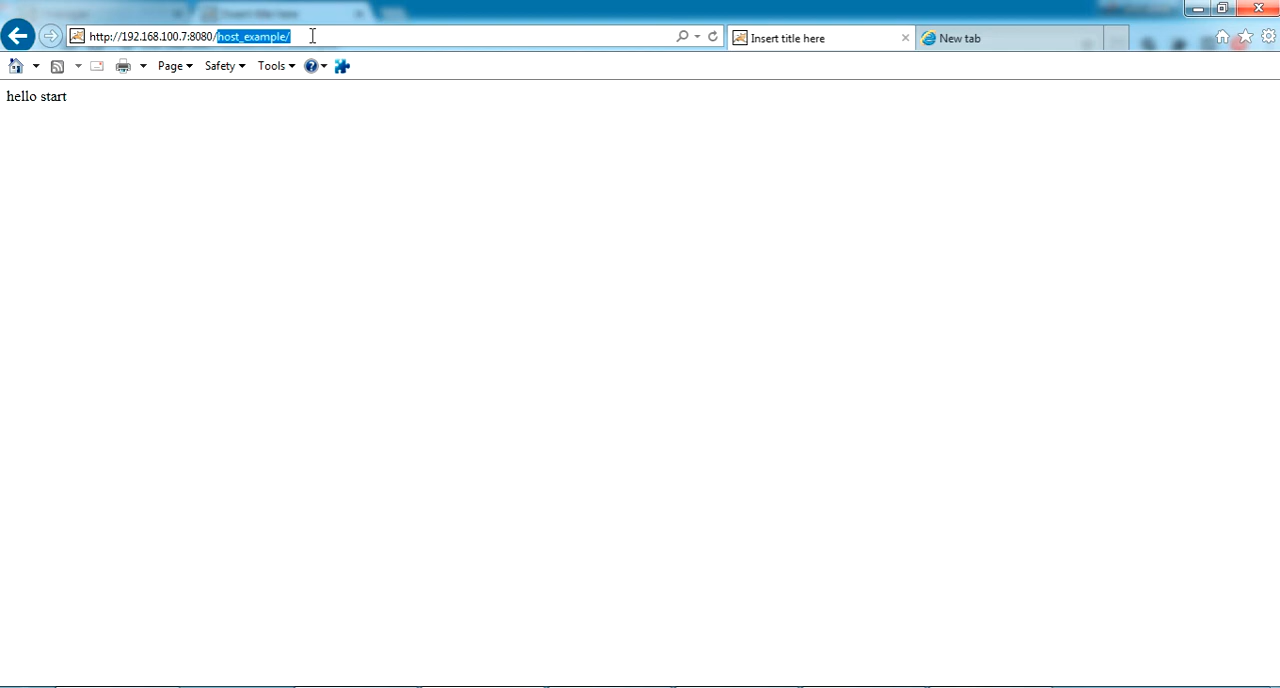 http://192.168.100.7:8080/host_example/
Insert title here
New tab
Page
Safety
Tools
hello start